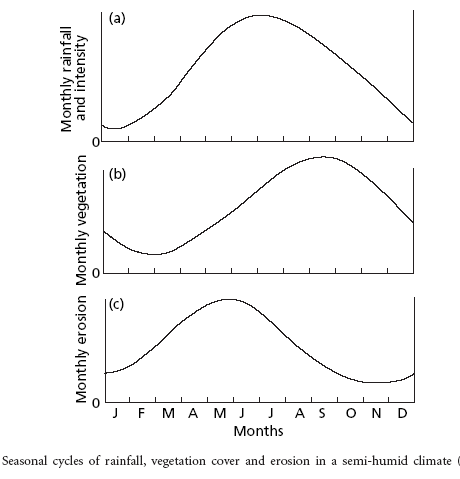 (a)
Monthly rainfall
and intensity
0
(b)
Monthly vegetation
0
(c)
Monthly erosion
0
J F M A M J J A S O N D
Months
Seasonal cycles of rainfall, vegetation cover and erosion in a semi-humid climate (